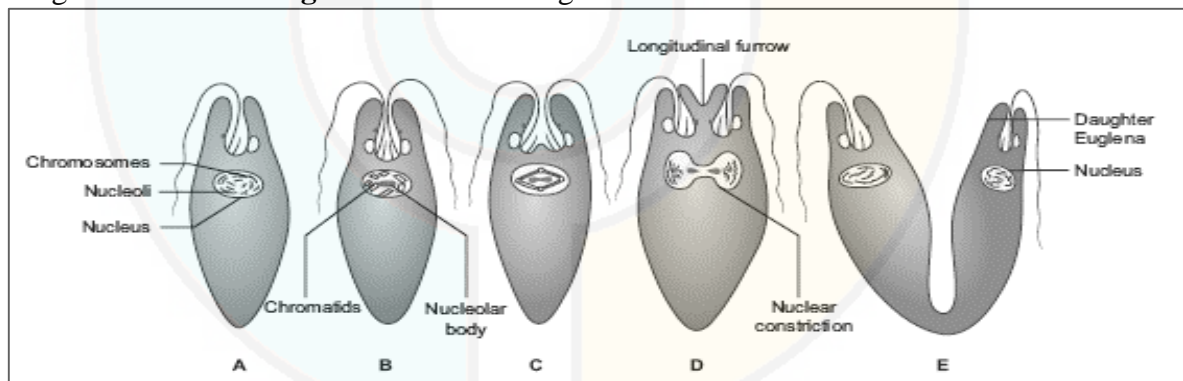 Longitudinal furrow
Chromosomes
Nucleoli
Nucleus
Daughter
Euglena
Nucleus
Chromatids
Nucleolar
body
Nuclear
constriction
A B C D E